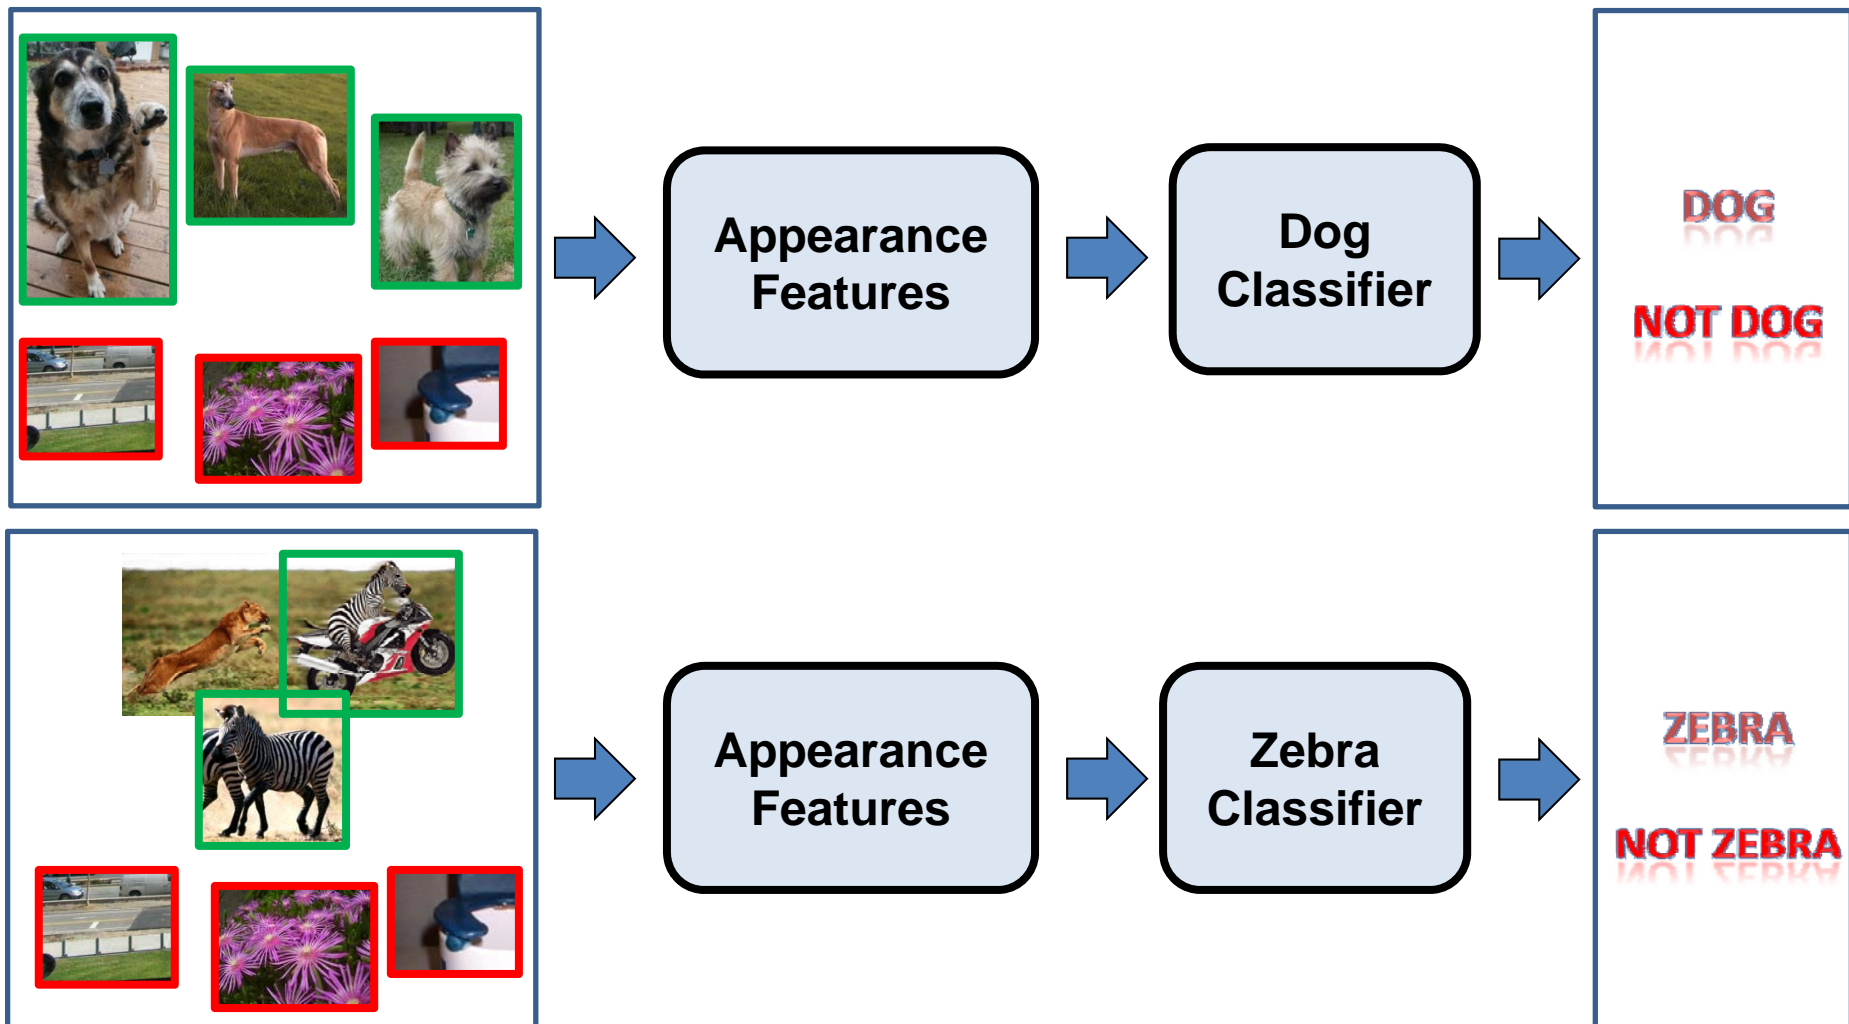 Appearance
Features
Dog
Classifier
DOG
NOT DOG
Appearance
Features
Zebra
Classifier
ZEBRA
NOT ZEBRA